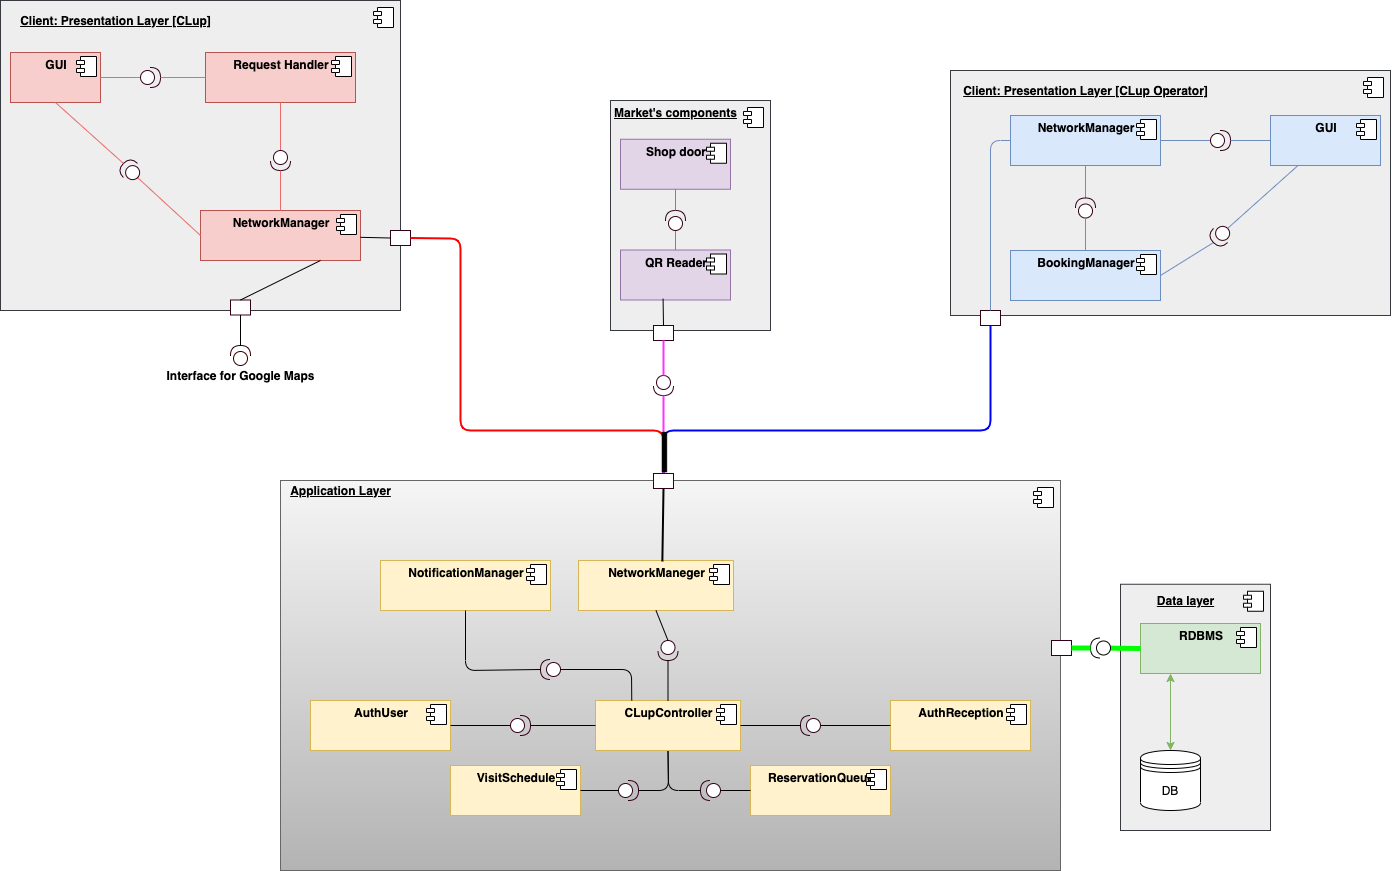 Client: Presentation Layer [CLup]
GUI
Request Handler
NetworkManager
Interface for Google Maps
Market's components
Shop door
QR Reader
Client: Presentation Layer [CLup Operator]
NetworkManager
GUI
BookingManager
Application Layer
NotificationManager
NetworkManeger
AuthUser
CLupController
AuthReception
VisitSchedule
ReservationQueue
Data layer
RDBMS
DB